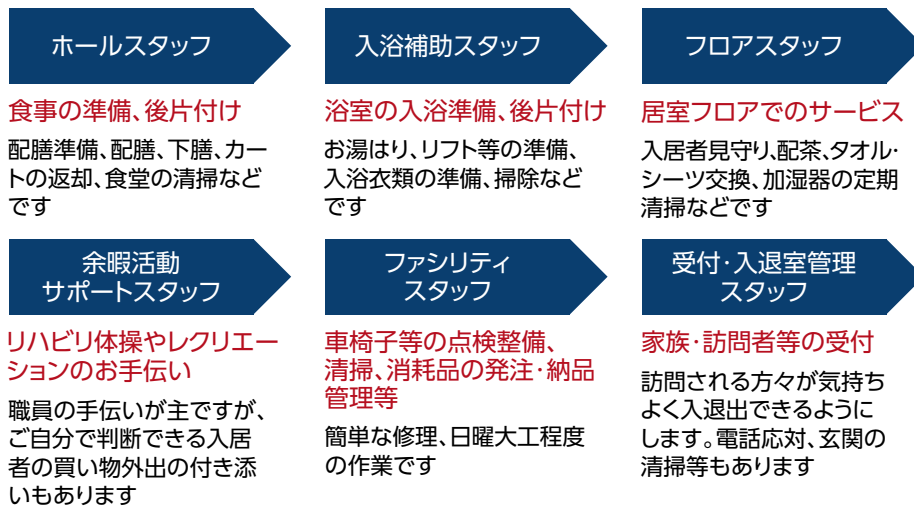 ホールスタッフ
食事の準備、後片付け
配膳準備、配膳、下膳、カー
トの返却、食堂の清掃など
です
入浴補助スタッフ
浴室の入浴準備、後片付け
お湯はり、リフト等の準備、
入浴衣類の準備、掃除など
です
フロアスタッフ
居室フロアでのサービス
入居者見守り、配茶、タオル・
シーツ交換、加湿器の定期
清掃などです
余暇活動
サポートスタッフ
リハビリ体操やレクリエー
ションのお手伝い
職員の手伝いが主ですが、
ご自分で判断できる入居
者の買い物外出の付き添
いもあります
ファシリティ
スタッフ
車椅子等の点検整備、
清掃、消耗品の発注・納品
管理等
簡単な修理、日曜大工程度
の作業です
受付・入退室管理
スタッフ
家族・訪問者等の受付
訪問される方々が気持ち
よく入退出できるように
します。電話応対、玄関の
清掃等もあります